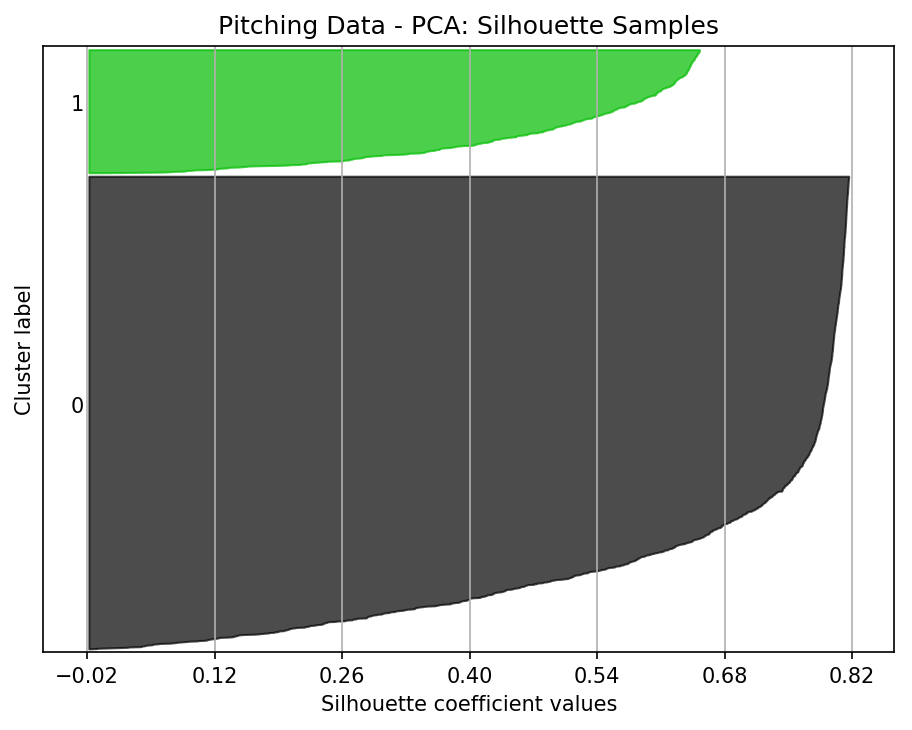 Pitching Data - PCA: Silhouette Samples
1
0
Cluster label
−0.02 0.12 0.26 0.40 0.54 0.68 0.82
Silhouette coefficient values